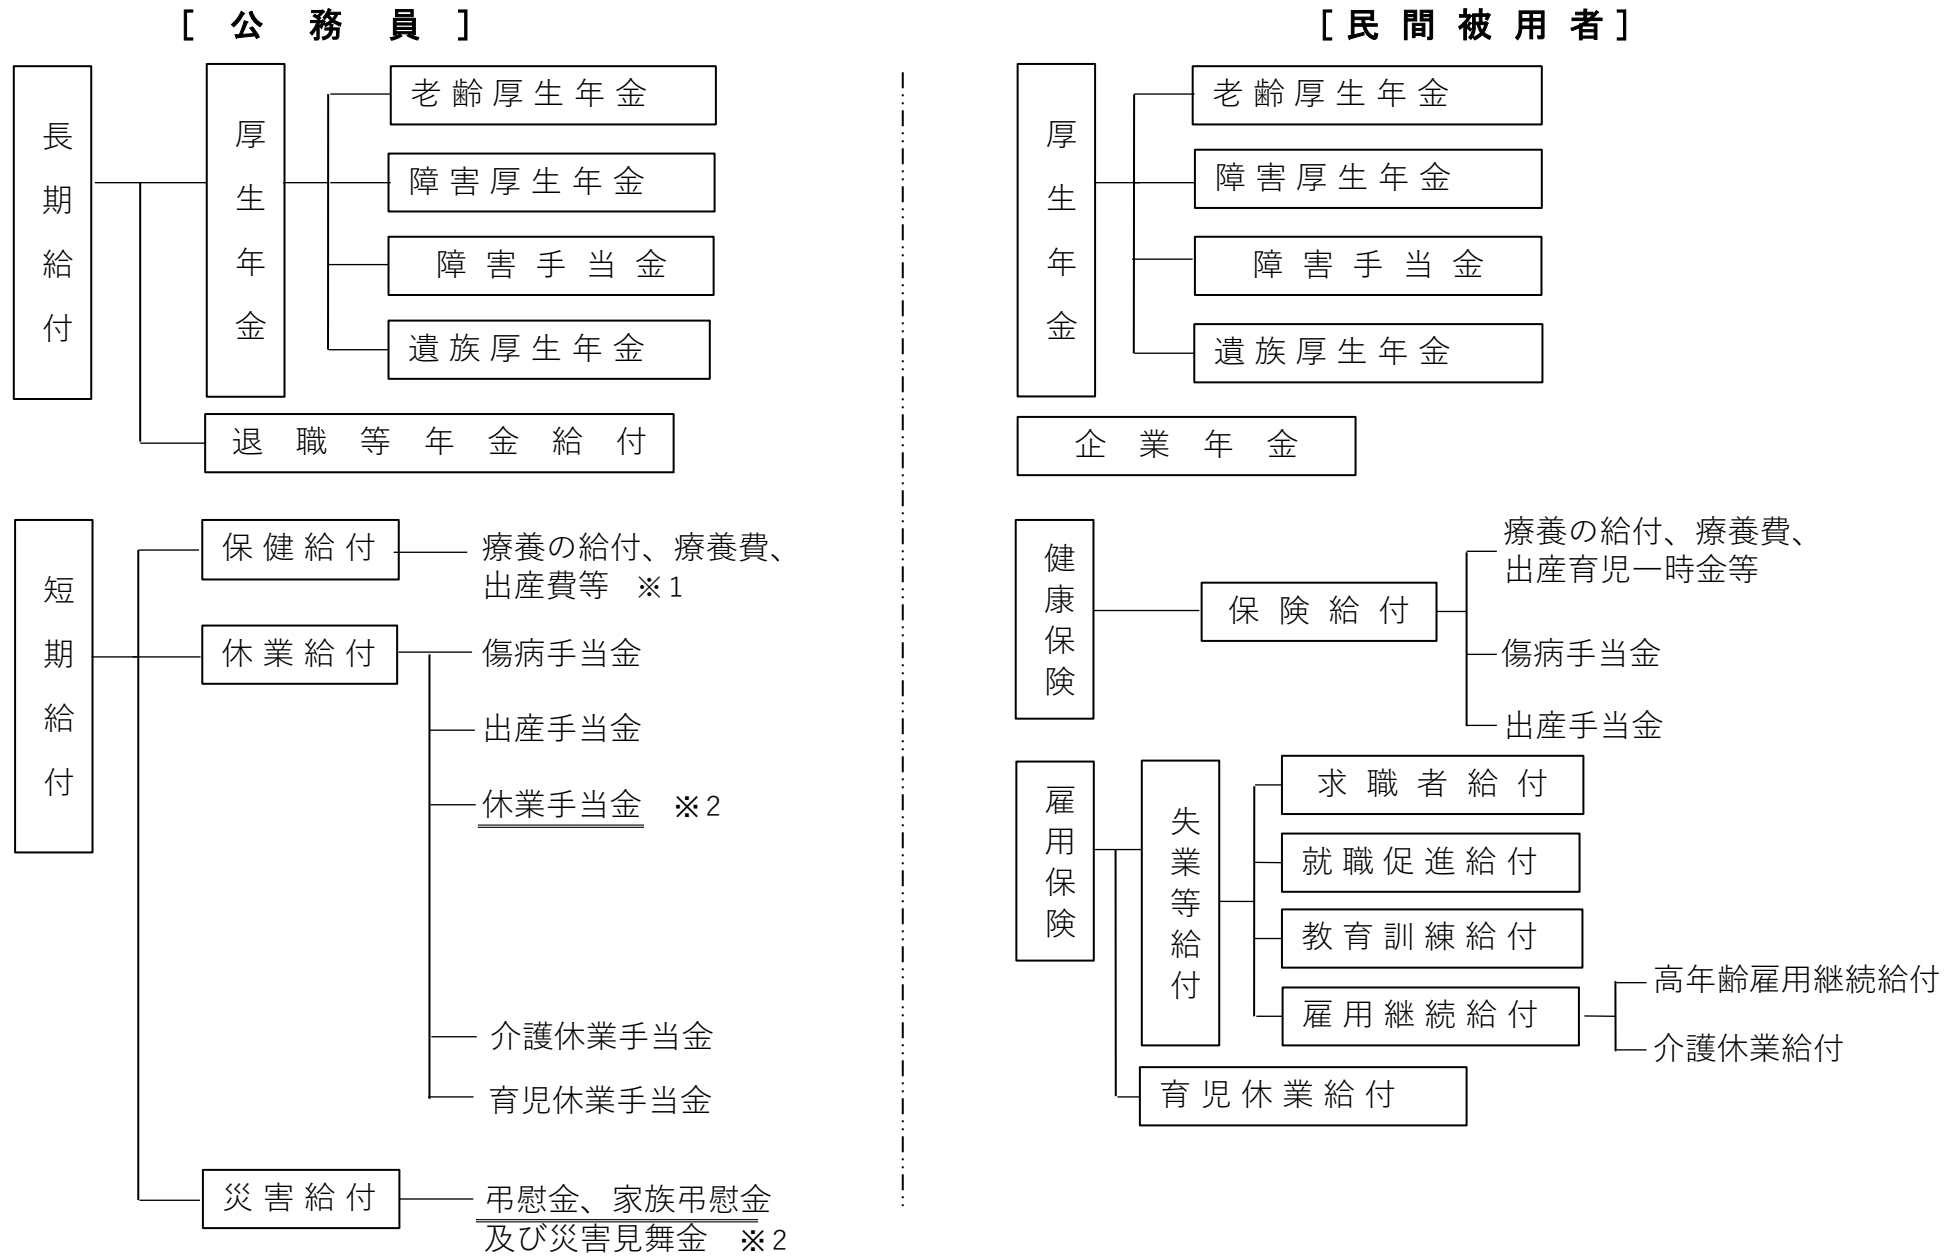 ［公務員］
長期給付
厚生年金
老齢厚生年金
障害厚生年金
障害手当金
遺族厚生年金
退職等年金給付
短期給付
保健給付
療養の給付、療養費、
出産費等　※1
休業給付
傷病手当金
出産手当金
休業手当金　※2
介護休業手当金
育児休業手当金
災害給付
弔慰金、家族弔慰金
及び災害見舞金　※2
［民間被用者］
厚生年金
老齢厚生年金
障害厚生年金
障害手当金
遺族厚生年金
企業年金
健康保険
保険給付
療養の給付、療養費、
出産育児一時金等
傷病手当金
出産手当金
雇用保険
失業等給付
求職者給付
就職促進給付
教育訓練給付
雇用継続給付
高年齢雇用継続給付
介護休業給付
育児休業給付